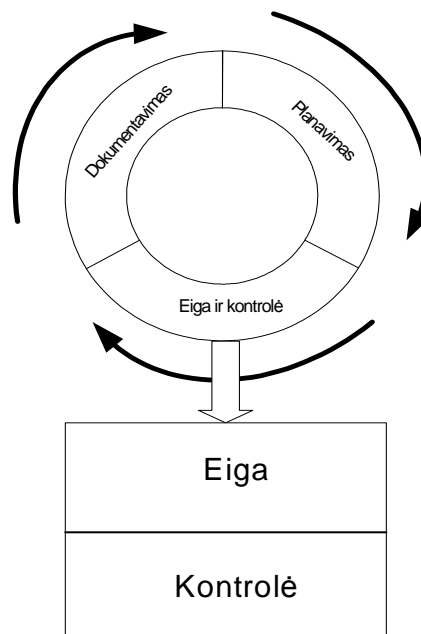 Dokumentavimas
Planavimas
Eiga ir kontrolė
Eiga
Kontrolė